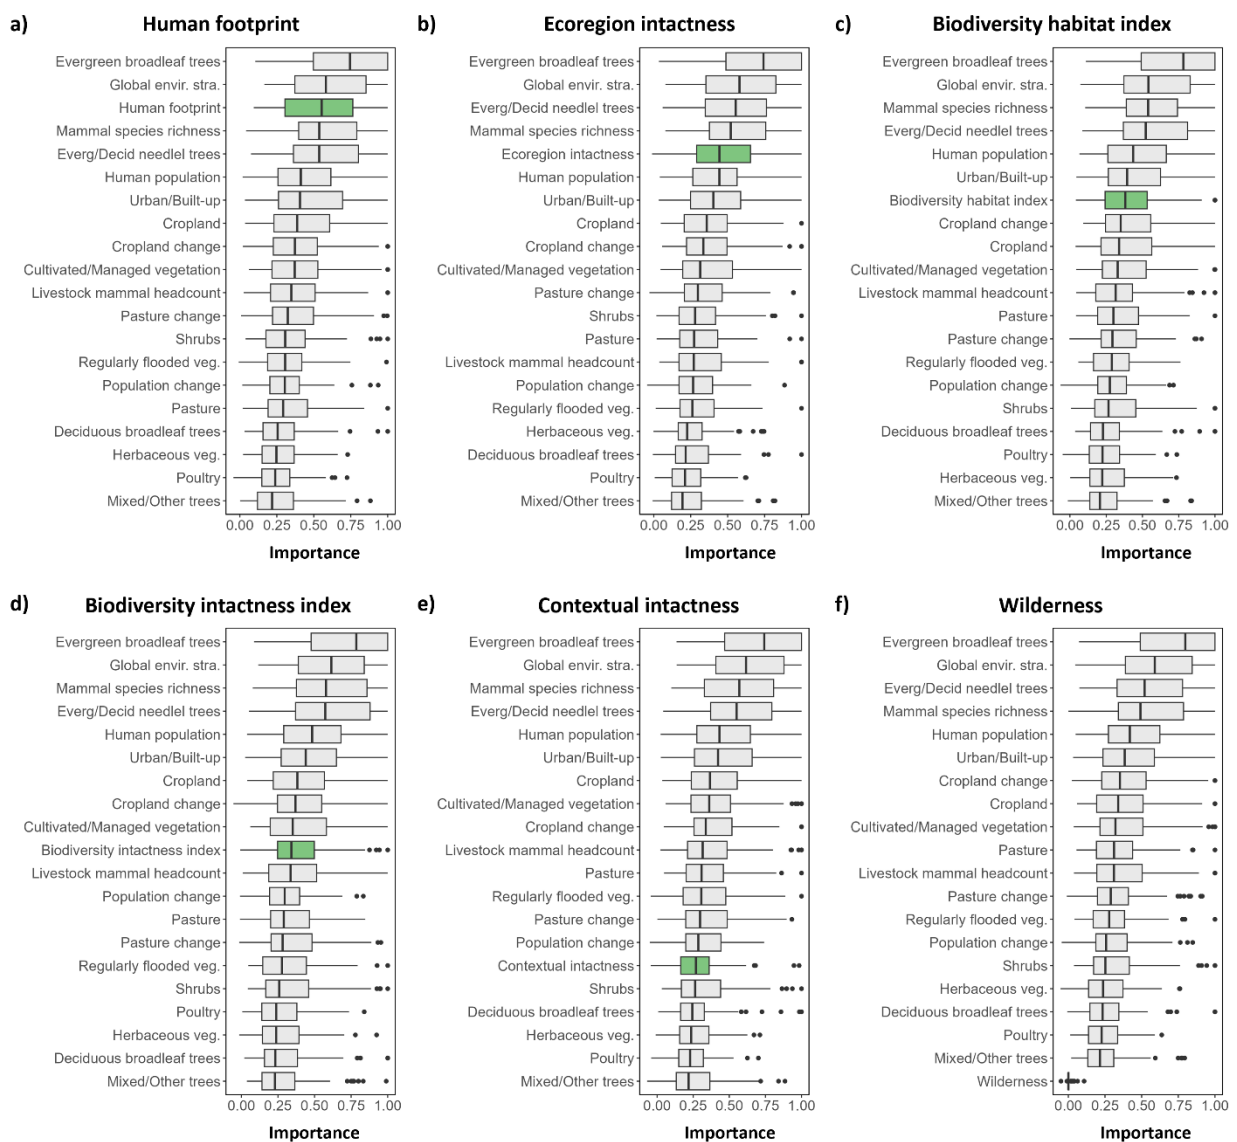 a) Human footprint
Evergreen broadleaf trees
Global envir. stra.
Human footprint
Mammal species richness
Everg/Decid needlel trees
Human population
Urban/Built-up
Cropland
Cropland change
Cultivated/Managed vegetation
Livestock mammal headcount
Pasture change
Shrubs
Regularly flooded veg.
Population change
Pasture
Deciduous broadleaf trees
Herbaceous veg.
Poultry
Mixed/Other trees
0.00 0.25 0.50 0.75 1.00
Importance
b) Ecoregion intactness
Evergreen broadleaf trees
Global envir. stra.
Everg/Decid needlel trees
Mammal species richness
Ecoregion intactness
Human population
Urban/Built-up
Cropland
Cropland change
Cultivated/Managed vegetation
Pasture change
Shrubs
Pasture
Livestock mammal headcount
Population change
Regularly flooded veg.
Herbaceous veg.
Deciduous broadleaf trees
Poultry
Mixed/Other trees
0.00 0.25 0.50 0.75 1.00
Importance
c) Biodiversity habitat index
Evergreen broadleaf trees
Global envir. stra.
Mammal species richness
Everg/Decid needlel trees
Human population
Urban/Built-up
Biodiversity habitat index
Cropland change
Cropland
Cultivated/Managed vegetation
Livestock mammal headcount
Pasture
Pasture change
Regularly flooded veg.
Population change
Shrubs
Deciduous broadleaf trees
Poultry
Herbaceous veg.
Mixed/Other trees
0.00 0.25 0.50 0.75 1.00
Importance
d) Biodiversity intactness index
Evergreen broadleaf trees
Global envir. stra.
Mammal species richness
Everg/Decid needlel trees
Human population
Urban/Built-up
Cropland
Cropland change
Cultivated/Managed vegetation
Biodiversity intactness index
Livestock mammal headcount
Population change
Pasture
Pasture change
Regularly flooded veg.
Shrubs
Poultry
Herbaceous veg.
Deciduous broadleaf trees
Mixed/Other trees
0.00 0.25 0.50 0.75 1.00
Importance
e) Contextual intactness
Evergreen broadleaf trees
Global envir. stra.
Mammal species richness
Everg/Decid needlel trees
Human population
Urban/Built-up
Cropland
Cultivated/Managed vegetation
Cropland change
Livestock mammal headcount
Pasture
Regularly flooded veg.
Pasture change
Population change
Contextual intactness
Shrubs
Deciduous broadleaf trees
Herbaceous veg.
Poultry
Mixed/Other trees
0.00 0.25 0.50 0.75 1.00
Importance
f) Wilderness
Evergreen broadleaf trees
Global envir. stra.
Everg/Decid needlel trees
Mammal species richness
Human population
Urban/Built-up
Cropland change
Cropland
Cultivated/Managed vegetation
Pasture
Livestock mammal headcount
Pasture change
Regularly flooded veg.
Population change
Shrubs
Herbaceous veg.
Deciduous broadleaf trees
Poultry
Mixed/Other trees
Wilderness
0.00 0.25 0.50 0.75 1.00
Importance